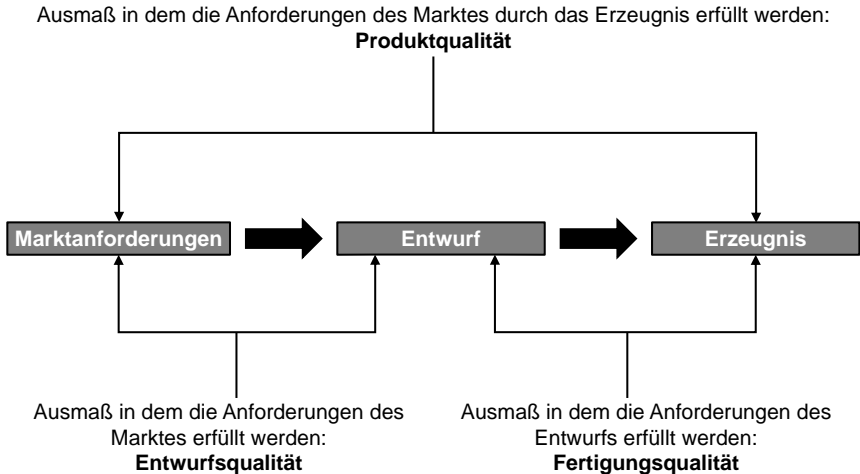 Ausmaß in dem die Anforderungen des Marktes durch das Erzeugnis erfüllt werden:
Produktqualität
Marktanforderungen
Entwurf
Erzeugnis
Ausmaß in dem die Anforderungen des
Marktes erfüllt werden:
Entwurfsqualität
Ausmaß in dem die Anforderungen des
Entwurfs erfüllt werden:
Fertigungsqualität